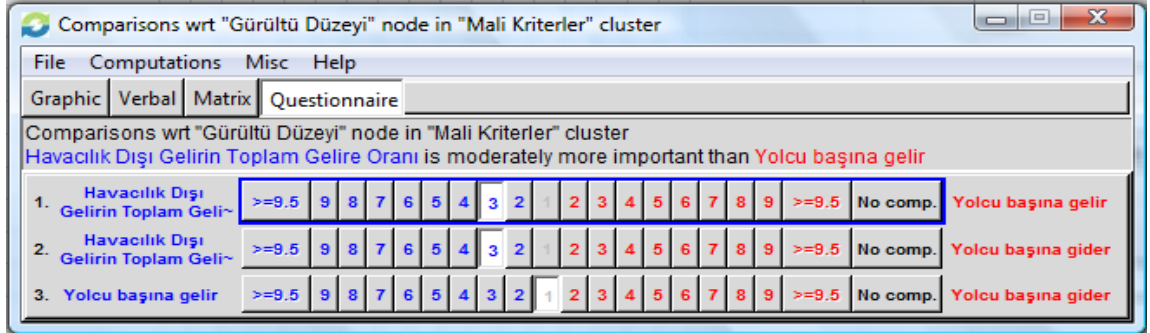 Comparisons wrt "Gürültü Düzeyi" node in "Mali Kriterler" cluster
File Computations Misc Help
Graphic Verbal Matrix Questionnaire
Comparisons wrt "Gürültü Düzeyi" node in "Mali Kriterler" cluster
Havacılık Dışı Gelirin Toplam Gelire Oranı is moderately more important than Yolcu başına gelir
1. Havacılık Dışı
Gelirin Toplam Geli~ >=9.5 9 8 7 6 5 4 3 2 1 2 3 4 5 6 7 8 9 >=9.5 No comp. Yolcu başına gelir
2. Havacılık Dışı
Gelirin Toplam Geli~ >=9.5 9 8 7 6 5 4 3 2 1 2 3 4 5 6 7 8 9 >=9.5 No comp. Yolcu başına gider
3. Yolcu başına gelir >=9.5 9 8 7 6 5 4 3 2 1 2 3 4 5 6 7 8 9 >=9.5 No comp. Yolcu başına gider